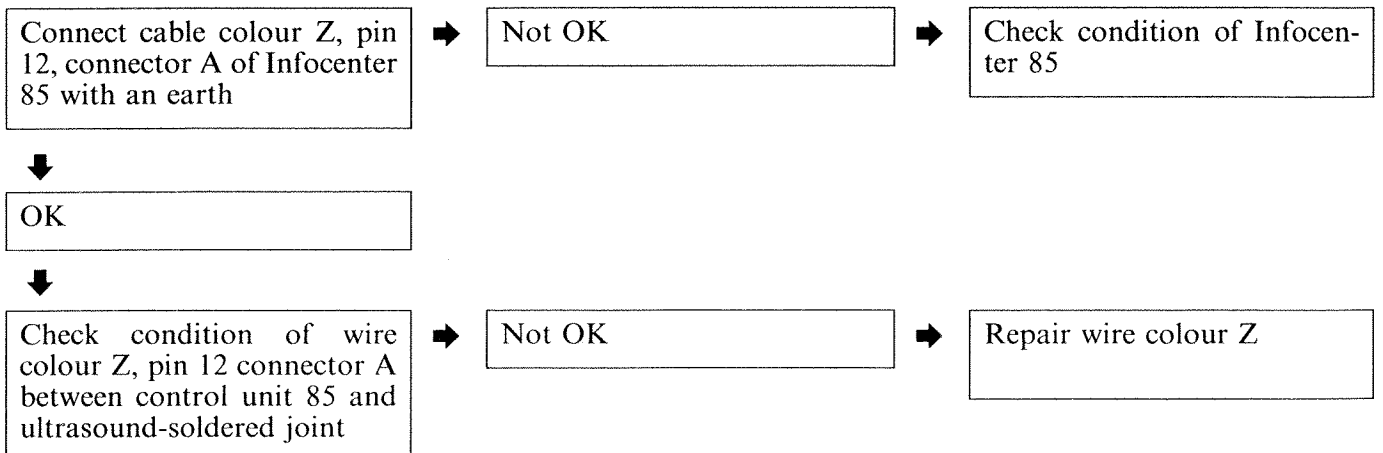 Connect cable colour Z, pin
12, connector A of Infocenter
85 with an earth
Not OK
Check condition of Infocen-
ter 85
OK
Check condition of wire
colour Z, pin 12 connector A
between control unit 85 and
ultrasound-soldered joint
Not OK
Repair wire colour Z